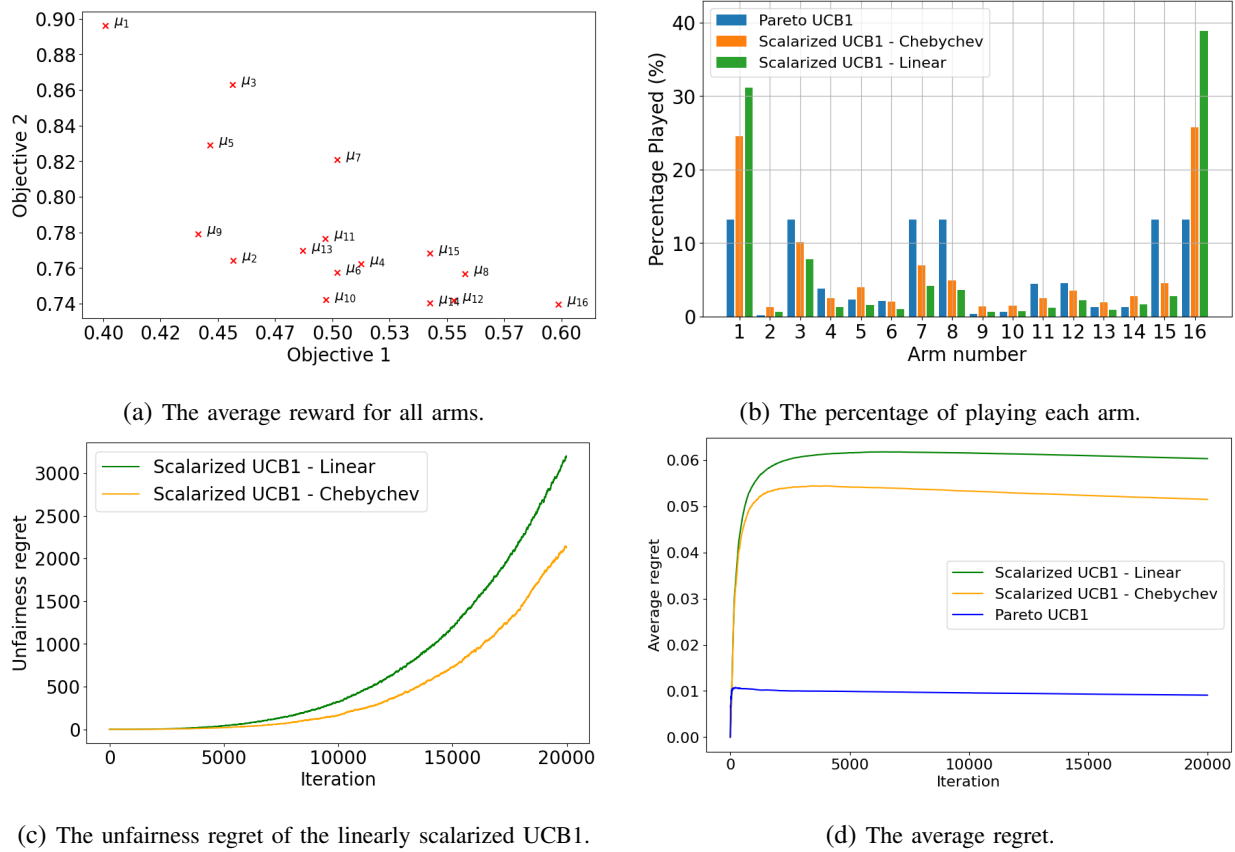 0.90
0.88
0.86
0.84
0.82
0.80
0.78
0.76
0.74
Objective 2
μ1
μ3
μ5
μ7
μ9
μ11
μ13
μ15
μ2
μ6
μ4
μ8
μ10
μ14
μ12
μ16
0.40 0.42 0.45 0.47 0.50 0.53 0.55 0.57 0.60
Objective 1
(a) The average reward for all arms.
Pareto UCB1
Scalarized UCB1 - Chebychev
Scalarized UCB1 - Linear
40
30
20
10
0
Percentage Played (%)
1 2 3 4 5 6 7 8 9 10 11 12 13 14 15 16
Arm number
(b) The percentage of playing each arm.
Scalarized UCB1 - Linear
Scalarized UCB1 - Chebychev
3000
2500
2000
1500
1000
500
0
Unfairness regret
0 5000 10000 15000 20000
Iteration
(c) The unfairness regret of the linearly scalarized UCB1.
0.06
0.05
0.04
0.03
0.02
0.01
0.00
Average regret
Scalarized UCB1 - Linear
Scalarized UCB1 - Chebychev
Pareto UCB1
0 5000 10000 15000 20000
Iteration
(d) The average regret.